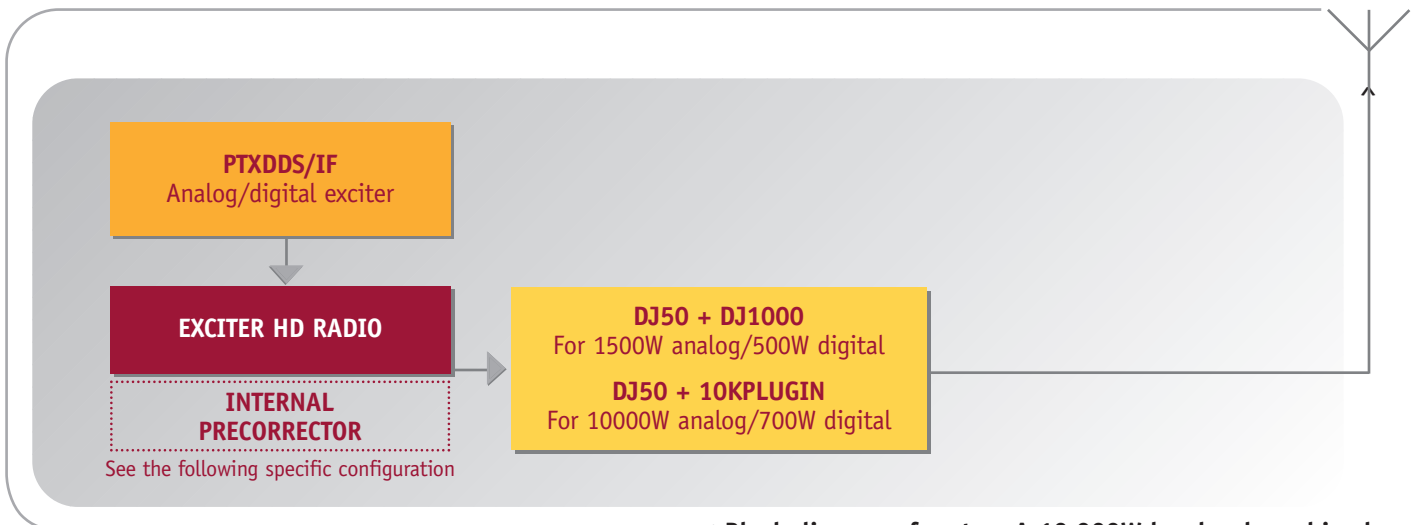 PTXDDS/IF
Analog/digital exciter
EXCITER HD RADIO
INTERNAL
PRECORRECTOR
See the following specific configuration
DJ50 + DJ1000
For 1500W analog/500W digital
DJ50 + 10KPLUGIN
For 10000W analog/700W digital